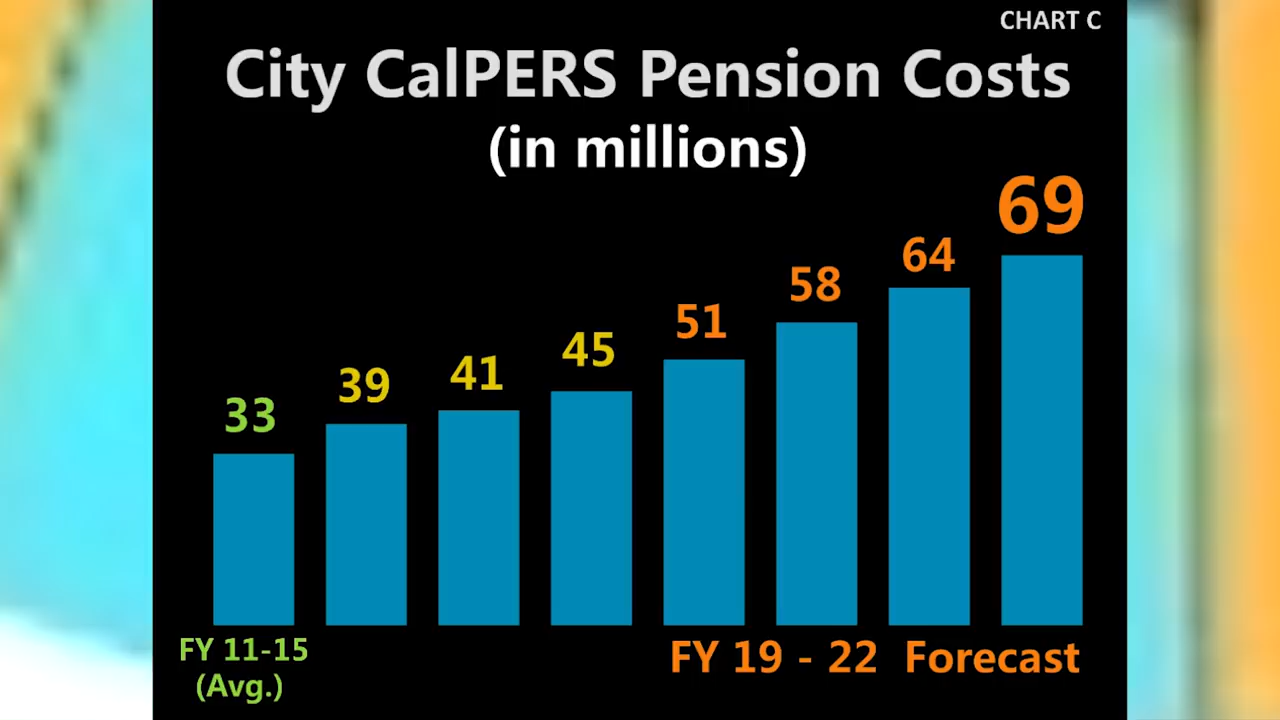 CHART C
City CalPERS Pension Costs
(in millions)
33
39
41
45
51
58
64
69
FY 11-15
(Avg.)
FY 19 - 22 Forecast